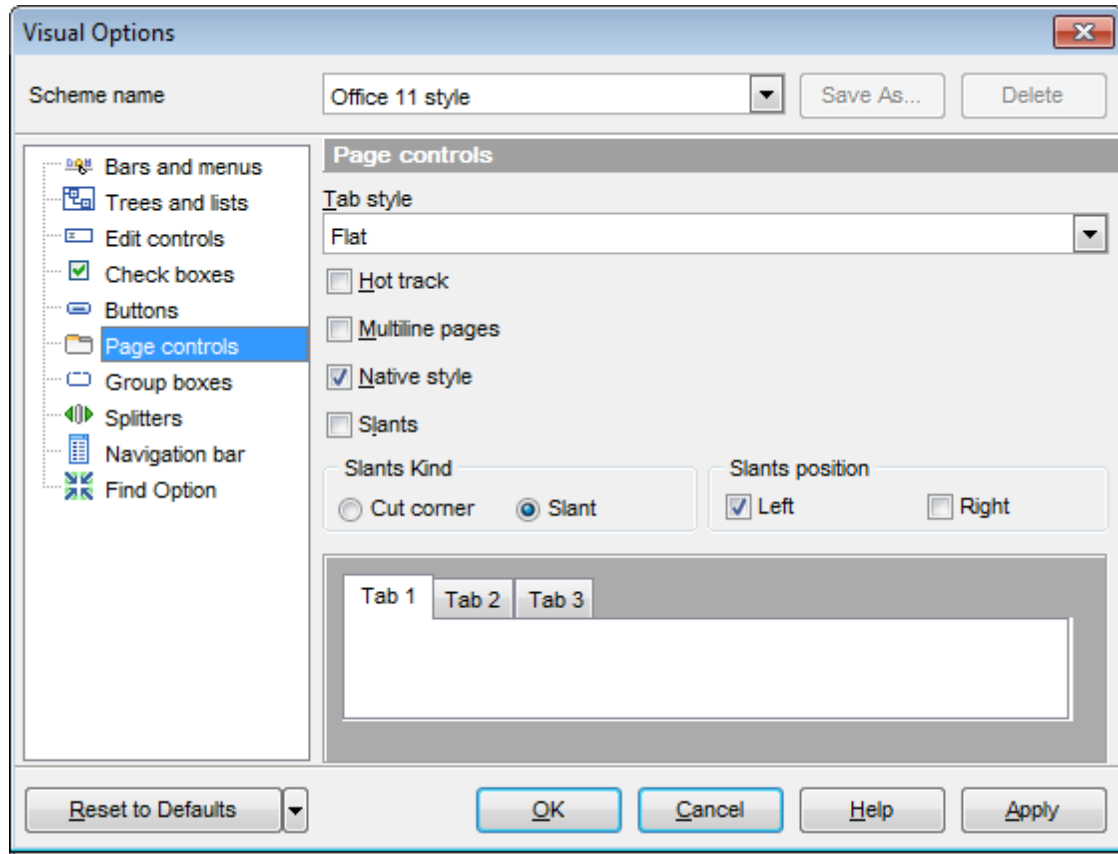 Visual Options
Scheme name
Office 11 style
Save As...
Delete
Bars and menus
Trees and lists
Edit controls
Check boxes
Buttons
Page controls
Group boxes
Splitters
Navigation bar
Find Option
Page controls
Tab style
Flat
Hot track
Multiline pages
Native style
Slants
Slants Kind
Cut corner
Slant
Slants position
Left
Right
Tab 1
Tab 2
Tab 3
Reset to Defaults
OK
Cancel
Help
Apply